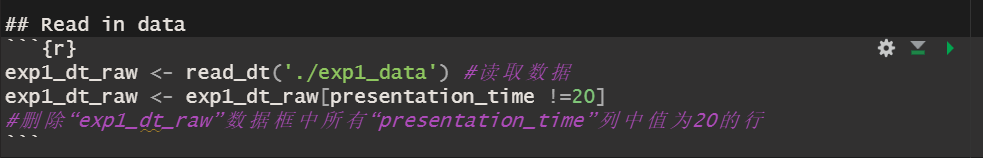 ## Read in data
```{r}
exp1_dt_raw <- read_dt('./exp1_data') #读取数据
exp1_dt_raw <- exp1_dt_raw[presentation_time !=20]
#删除“exp1_dt_raw”数据框中所有“presentation_time”列中值为20的行
```